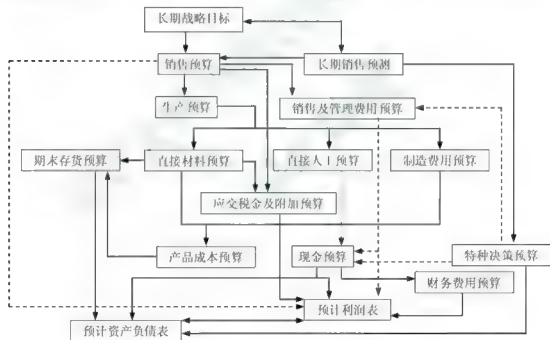 长期战略目标
销售预算
长期销售预测
生产预算
销售及管理费用预算
期末存货预算
直接材料预算
直接人工预算
制造费用预算
应交税金及附加预算
产品成本预算
现金预算
特种决策预算
财务费用预算
预计利润表
预计资产负债表